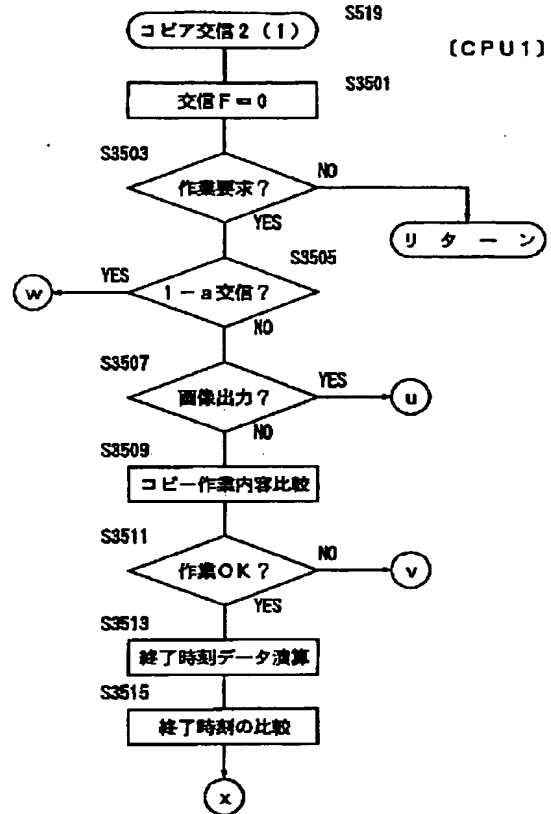 S519
コピア交信2(1)
〔CPU1〕
S3501
交信F=0
S3503
作業要求?
NO
YES
リターン
S3505
1-a交信?
YES
w
NO
S3507
画像出力?
YES
u
NO
S3509
コピー作業内容比較
S3511
作業OK?
NO
v
YES
S3513
終了時刻データ演算
S3515
終了時刻の比較
x